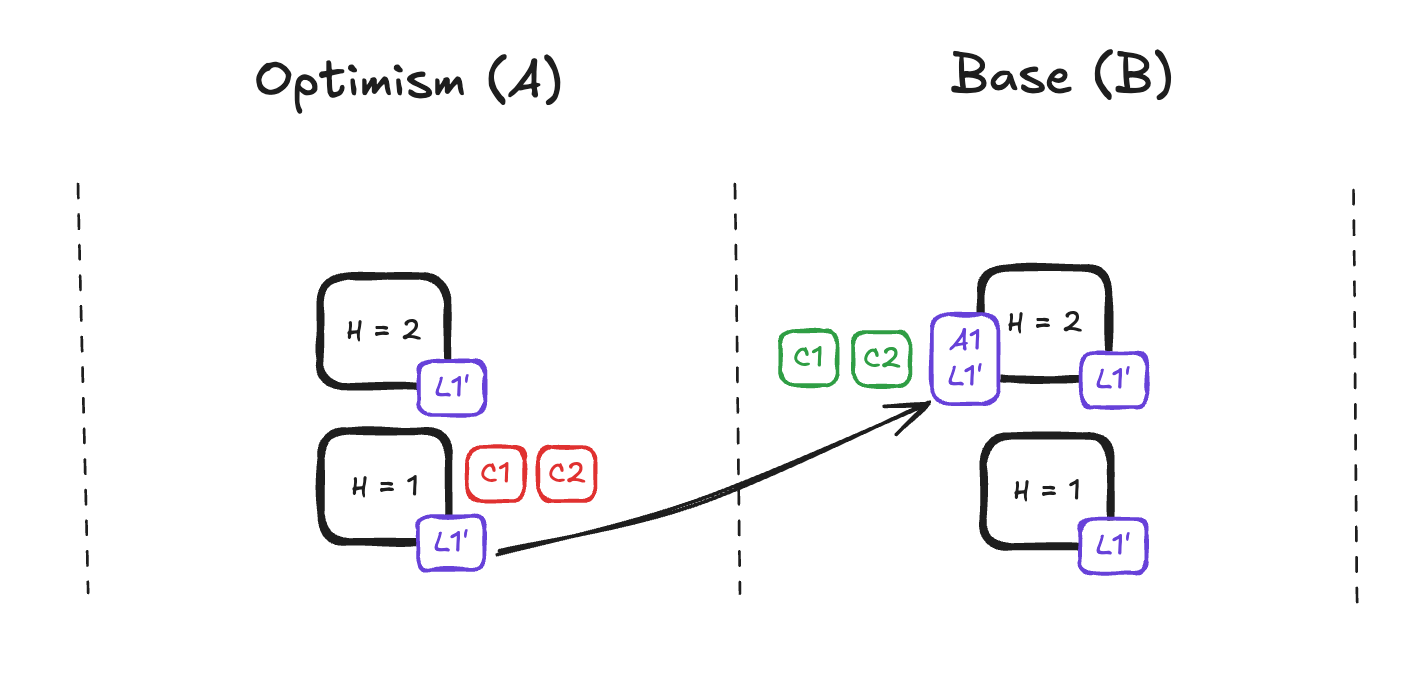 Optimism (A)
Base (B)
H = 2
L1'
H = 1
C1
C2
L1'
C1
C2
A1
L1'
H = 2
L1'
H = 1
L1'